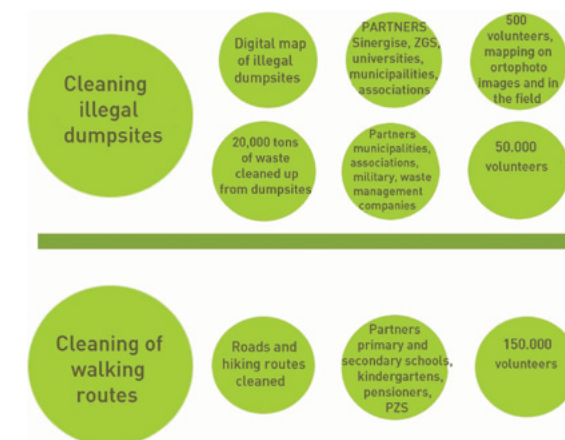 Cleaning
illegal
dumpsites
Digital map
of illegal
dumpsites
PARTNERS
Sinergise, ZGS,
universities,
municipailities,
associations
500
volunteers,
mapping on
ortophoto
images and in
the field
20,000 tons
of waste
cleaned up
from dumpsites
Partners
municipalities,
associations,
military, waste
management
companies
50.000
volunteers
Cleaning of
walking
routes
Roads and
hiking routes
cleaned
Partners
primary and
secondary schools,
kindergartens,
pensioners,
PZS
150.000
volunteers